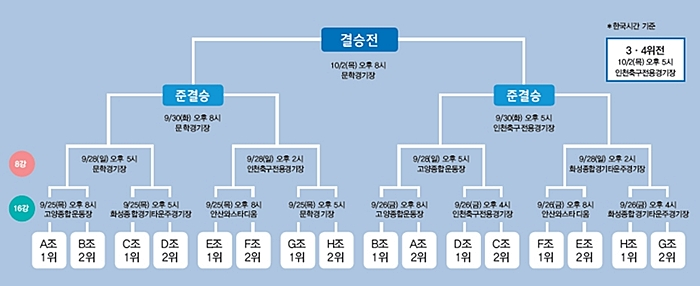 결승전
*한국시간 기준
10/2(목) 오후 8시
문학경기장
3·4위전
10/2(목) 오후 5시
인천축구전용경기장
준결승
준결승
9/30(화) 오후 8시
문학경기장
9/30(화) 오후 5시
인천축구전용경기장
8강
9/28(일) 오후 5시
문학경기장
9/28(일) 오후 2시
인천축구전용경기장
9/28(일) 오후 5시
고양종합운동장
9/28(일) 오후 2시
화성종합경기타운주경기장
16강
9/25(목) 오후 8시
고양종합운동장
9/25(목) 오후 5시
화성종합경기타운주경기장
9/25(목) 오후 8시
안산와스타디움
9/25(목) 오후 5시
문학경기장
9/26(금) 오후 8시
고양종합운동장
9/26(금) 오후 4시
인천축구전용경기장
9/26(금) 오후 8시
안산와스타디움
9/26(금) 오후 4시
화성종합경기타운주경기장
A조
1위
B조
2위
C조
1위
D조
2위
E조
1위
F조
2위
G조
1위
H조
2위
B조
1위
A조
2위
D조
1위
C조
2위
F조
1위
E조
2위
H조
1위
G조
2위